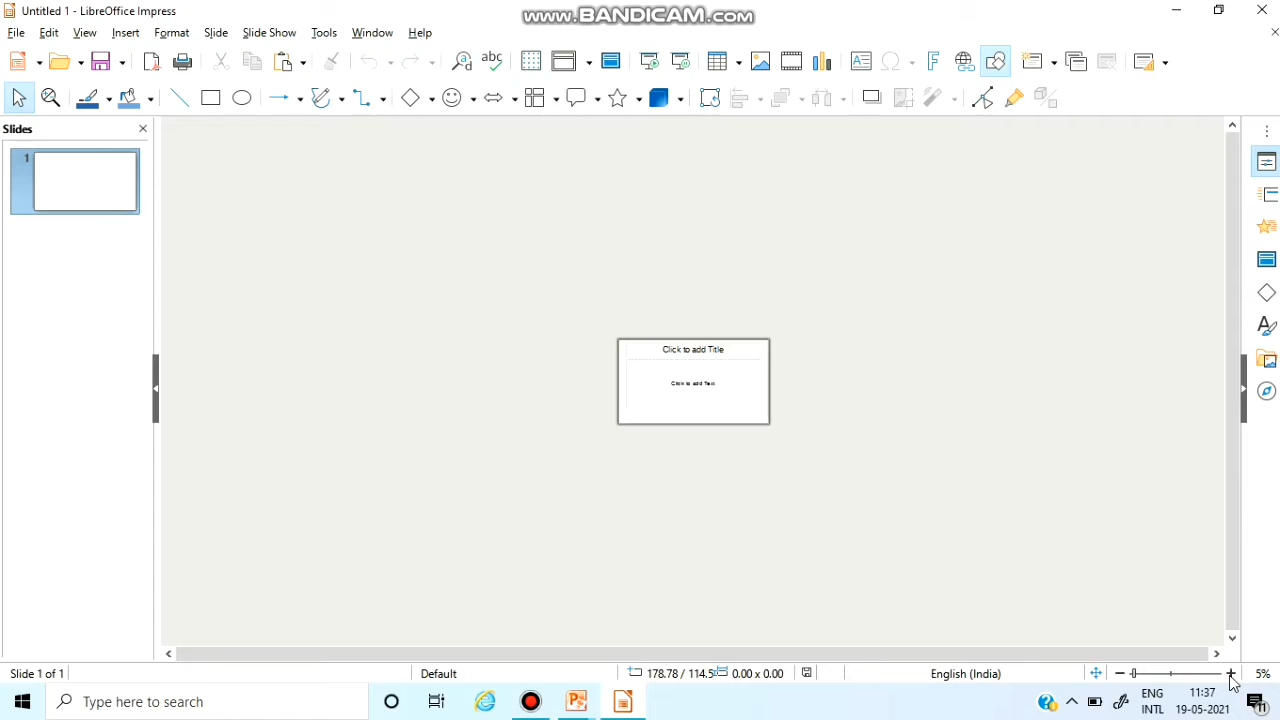 Untitled 1 - LibreOffice Impress
www.BANDICAM.com
File Edit View Insert Format Slide Slide Show Tools Window Help
abc
Slides
1
Click to add Title
Click to add Text
Slide 1 of 1
Default
178.78 / 114.5
0.00 x 0.00
English (India)
5%
Type here to search
ENG
INTL
11:37
19-05-2021
11